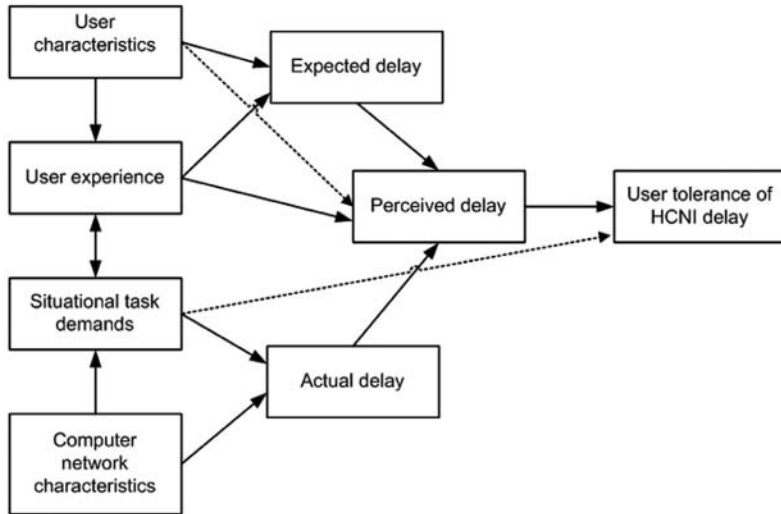 User
characteristics
Expected delay
User experience
Perceived delay
User tolerance of
HCNI delay
Situational task
demands
Actual delay
Computer
network
characteristics